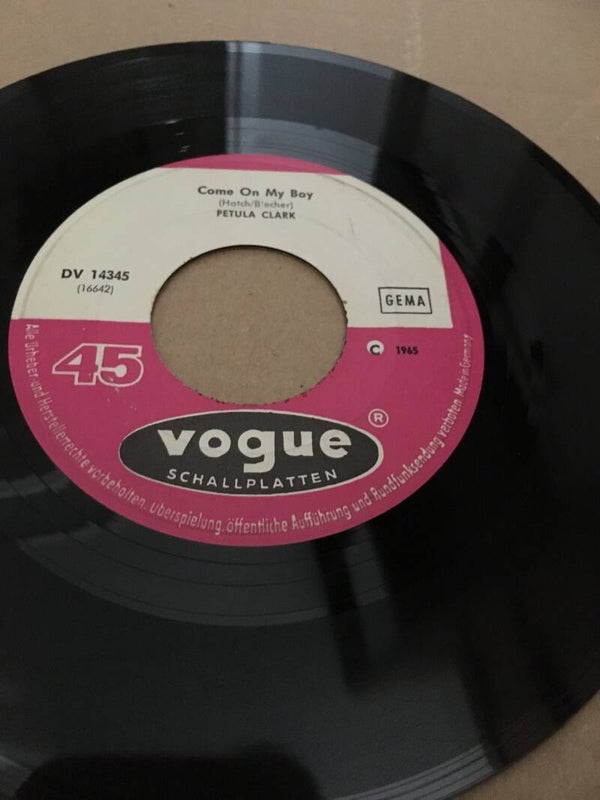 Come On My Boy
(Hatch/B'echer)
PETULA CLARK
DV 14345
(16642)
GEMA
45
C 1965
vogue ®
SCHALLPLATTEN
Alle Urheber und Herstellerrechte vorbehalten. überspielung, öffentliche Aufführung und Rundfunksendung verboten. Made in Germany